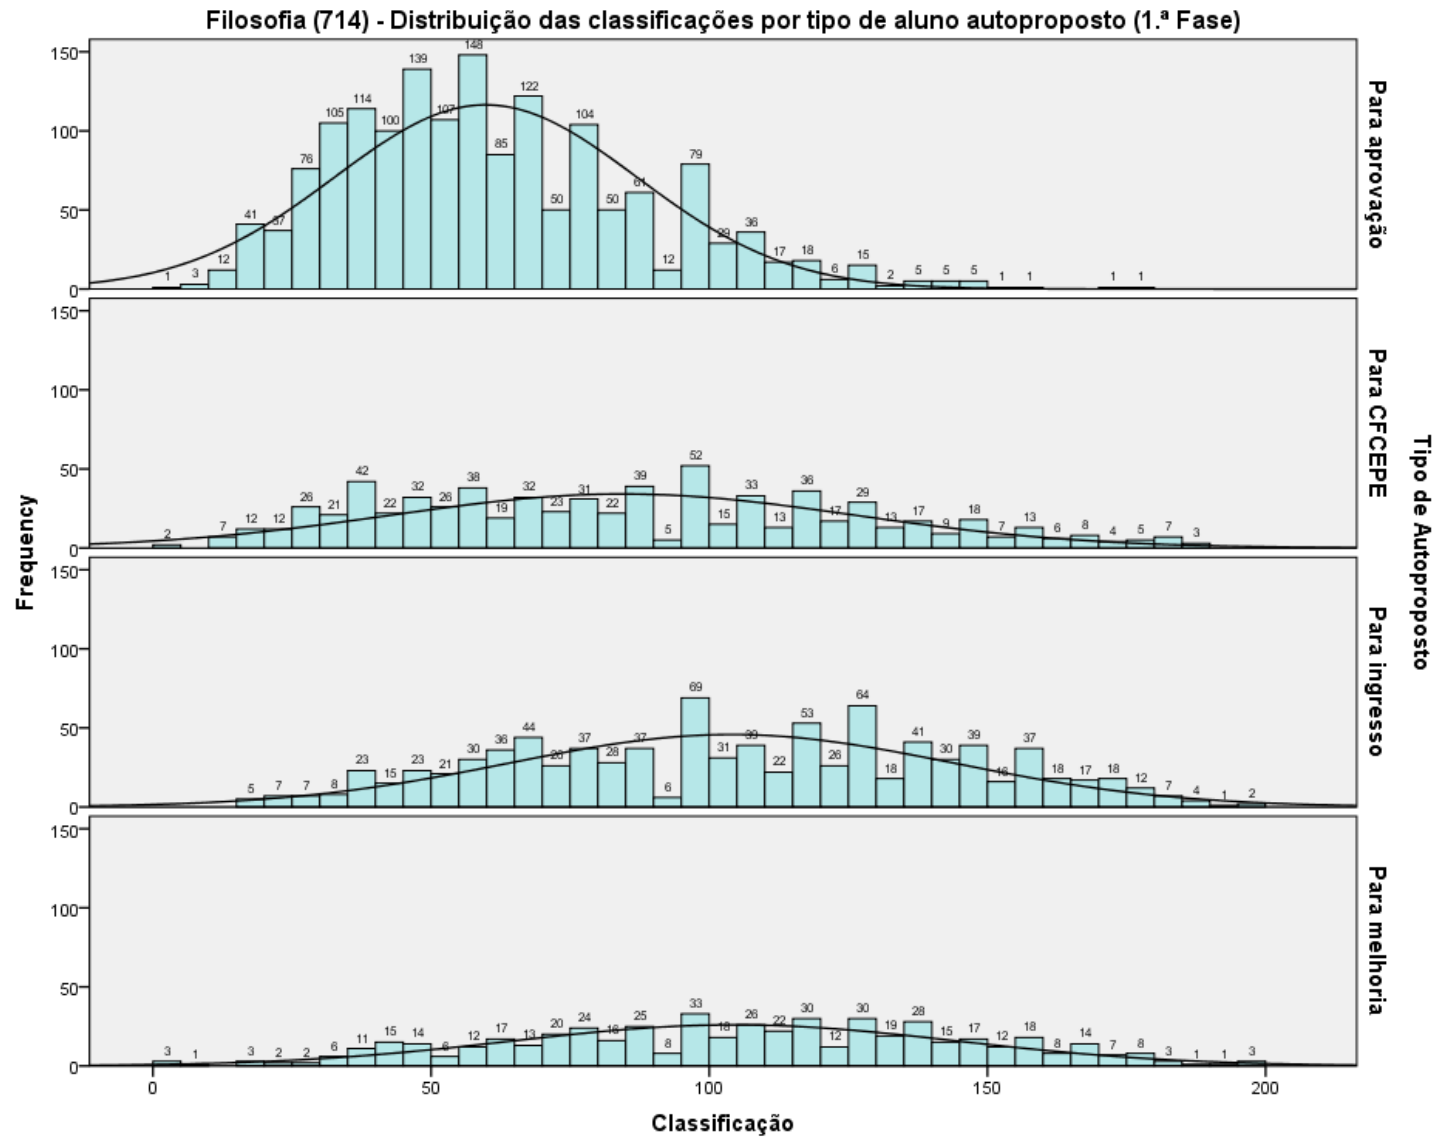 Filosofia (714) - Distribuição das classificações por tipo de aluno autoproposto (1.ª Fase)
Frequency
Tipo de Autoproposto
Para aprovação
150
100
50
0
1 3 12 41 37 76 105 114 100 139 107 148 85 122 50 104 50 61 12 79 29 36 17 18 6 15 2 5 5 5 1 1 1 1
Para CFCEPE
150
100
50
0
2 7 12 12 26 21 42 22 32 26 38 19 32 23 31 22 39 5 52 15 33 13 36 17 29 13 17 9 18 7 13 6 8 4 5 7 3
Para ingresso
150
100
50
0
5 7 7 8 23 15 23 21 30 36 44 26 37 28 37 6 69 31 39 22 53 26 64 18 41 30 39 16 37 18 17 18 12 7 4 1 2
Para melhoria
150
100
50
0
3 1 3 2 2 6 11 15 14 6 12 17 13 20 24 16 25 8 33 18 26 22 30 12 30 19 28 15 17 12 18 8 14 7 8 3 1 1 3
0 50 100 150 200
Classificação